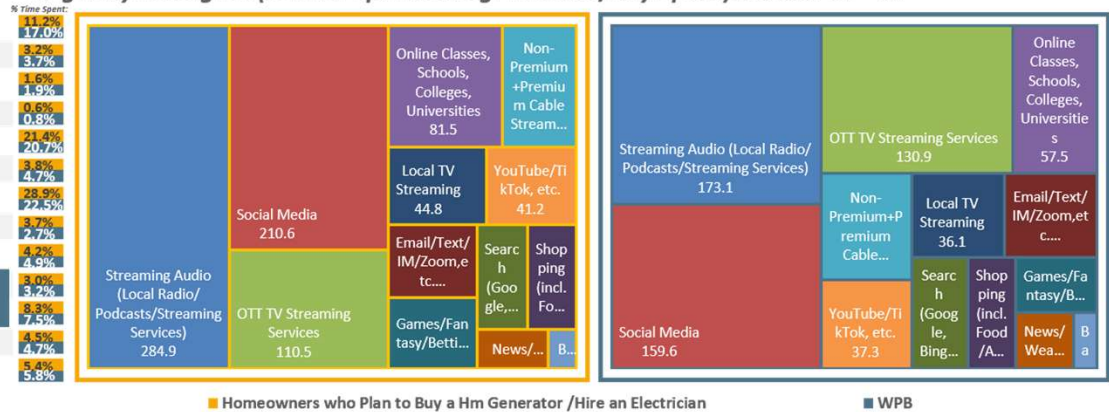 % Time Spent:
11.2%
17.0%
3.2%
3.7%
1.6%
1.9%
0.6%
0.8%
21.4%
20.7%
3.8%
4.7%
28.9%
22.5%
3.7%
2.7%
4.2%
4.9%
3.0%
3.2%
8.3%
7.5%
4.5%
4.7%
5.4%
5.8%
Streaming Audio
(Local Radio/
Podcasts/Streaming
Services)
284.9
Social Media
210.6
OTT TV Streaming
Services
110.5
Online Classes,
Schools,
Colleges,
Universities
81.5
Non-
Premium
+Premiu
m Cable
Stream...
Local TV
Streaming
44.8
YouTube/Ti
kTok, etc.
41.2
Email/Text/
IM/Zoom,e
tc....
Searc
h
(Goo
gle,...
Sho
pping
(incl.
Fo...
Games/Fan
tasy/Betti...
News/...
B...
Streaming Audio (Local Radio/
Podcasts/Streaming Services)
173.1
Social Media
159.6
OTT TV Streaming Services
130.9
Online
Classes,
Schools,
Colleges,
Universitie
s
57.5
Non-
Premium+P
remium
Cable...
Local TV
Streaming
36.1
Email/Text/
IM/Zoom,et
c....
YouTube/Ti
kTok, etc.
37.3
Searc
h
(Goog
le,
Bing...
Shop
ping
(incl.
Food
/A...
Games/Fa
ntasy/B...
News/
Wea...
B
a
Homeowners who Plan to Buy a Hm Generator /Hire an Electrician
WPB